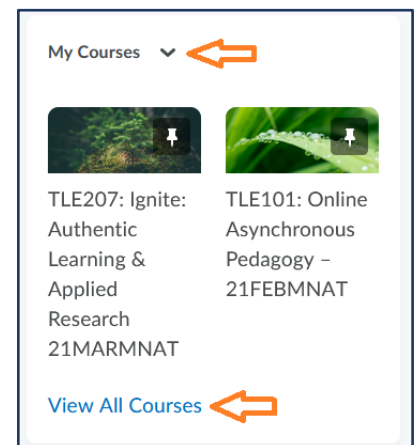 My Courses
TLE207: Ignite:
Authentic
Learning &
Applied
Research
21MARMNAT
TLE101: Online
Asynchronous
Pedagogy –
21FEBMNAT
View All Courses